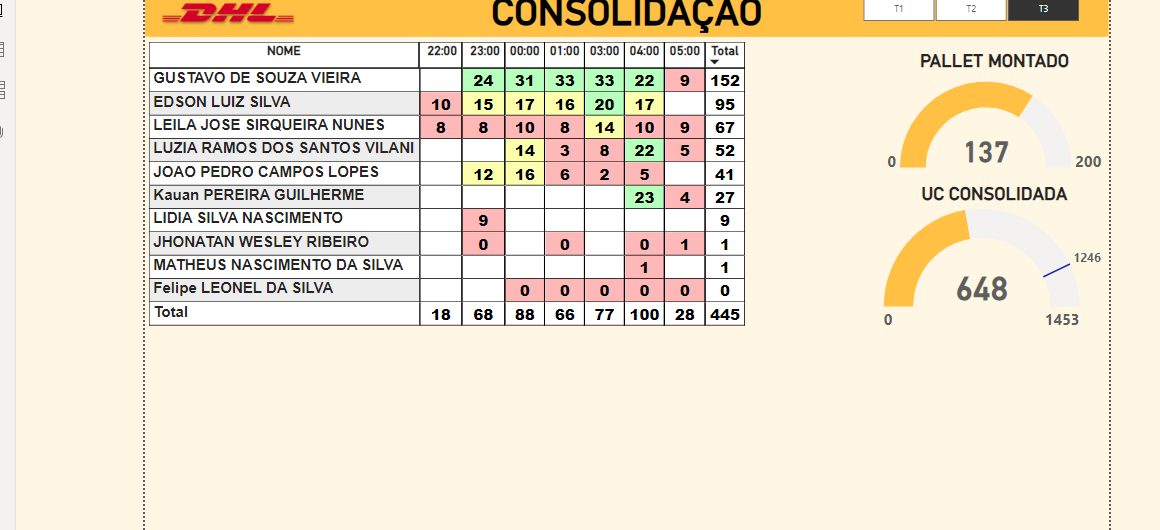 DHL
CONSOLIDAÇÃO
T1 T2 T3
NOME 22:00 23:00 00:00 01:00 03:00 04:00 05:00 Total
GUSTAVO DE SOUZA VIEIRA 24 31 33 33 22 9 152
EDSON LUIZ SILVA 10 15 17 16 20 17 95
LEILA JOSE SIRQUEIRA NUNES 8 8 10 8 14 10 9 67
LUZIA RAMOS DOS SANTOS VILANI 14 3 8 22 5 52
JOAO PEDRO CAMPOS LOPES 12 16 6 2 5 41
Kauan PEREIRA GUILHERME 23 4 27
LIDIA SILVA NASCIMENTO 9 9
JHONATAN WESLEY RIBEIRO 0 0 0 1 1
MATHEUS NASCIMENTO DA SILVA 1 1
Felipe LEONEL DA SILVA 0 0 0 0 0 0
Total 18 68 88 66 77 100 28 445
PALLET MONTADO
137
0 200
UC CONSOLIDADA
1246
648
0 1453